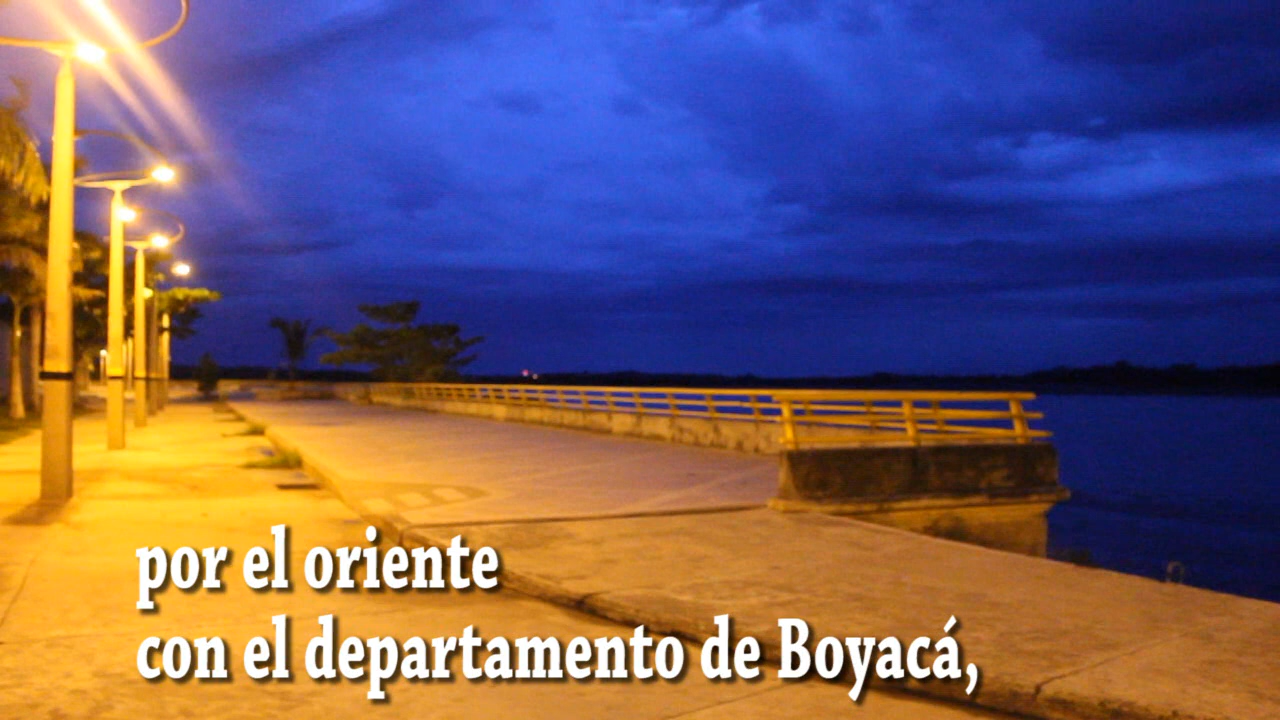 por el oriente
con el departamento de Boyacá,